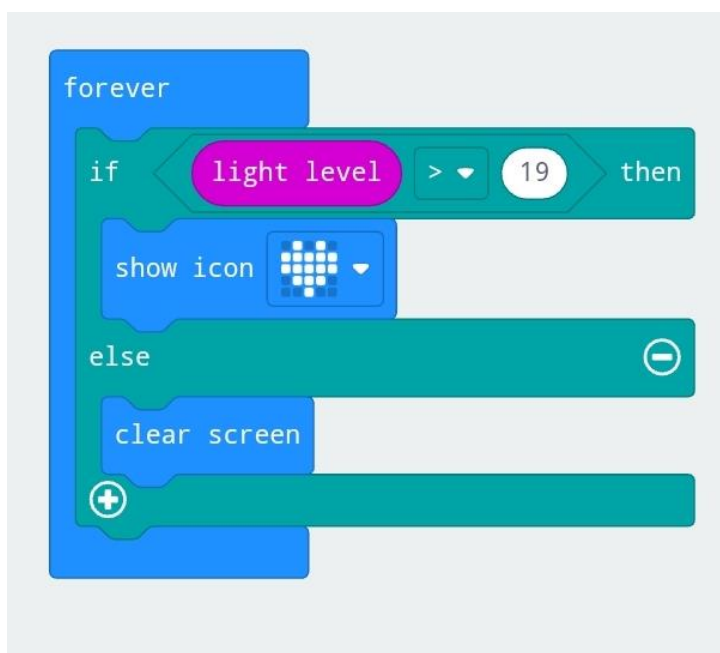 forever
if light level > 19 then
show icon
else
clear screen